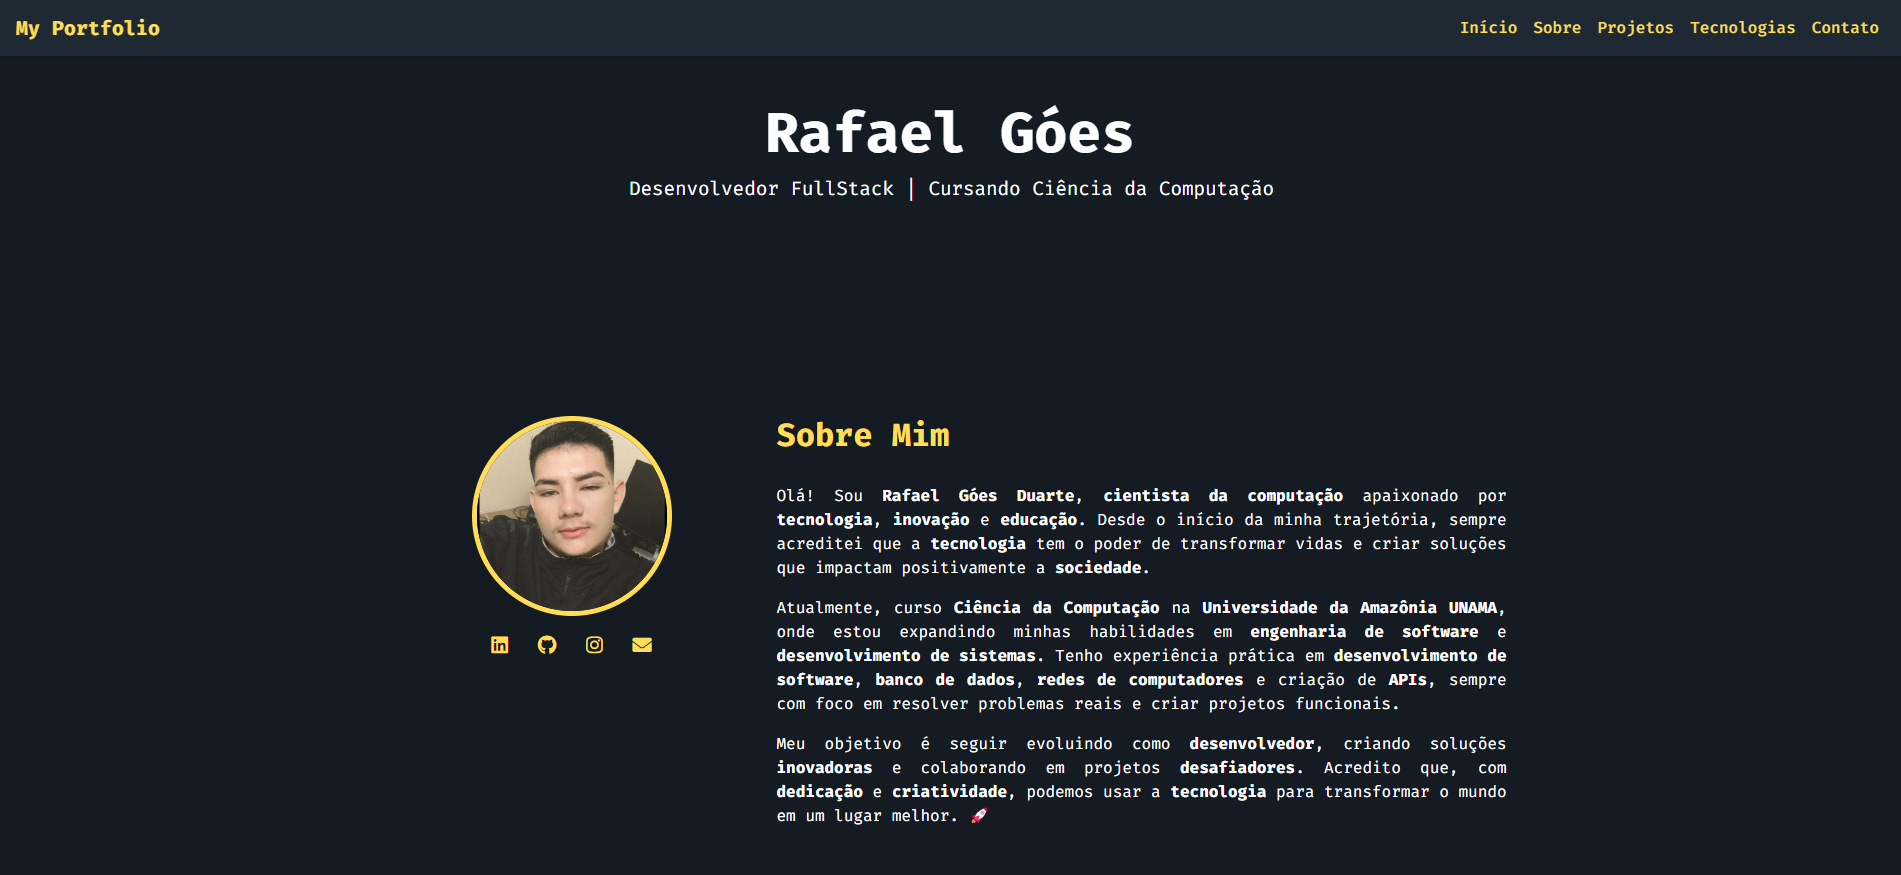 My Portfolio
Início Sobre Projetos Tecnologias Contato
Rafael Góes
Desenvolvedor FullStack | Cursando Ciência da Computação
Sobre Mim
Olá! Sou Rafael Góes Duarte, cientista da computação apaixonado por
tecnologia, inovação e educação. Desde o início da minha trajetória, sempre
acreditei que a tecnologia tem o poder de transformar vidas e criar soluções
que impactam positivamente a sociedade.
Atualmente, curso Ciência da Computação na Universidade da Amazônia UNAMA,
onde estou expandindo minhas habilidades em engenharia de software e
desenvolvimento de sistemas. Tenho experiência prática em desenvolvimento de
software, banco de dados, redes de computadores e criação de APIs, sempre
com foco em resolver problemas reais e criar projetos funcionais.
Meu objetivo é seguir evoluindo como desenvolvedor, criando soluções
inovadoras e colaborando em projetos desafiadores. Acredito que, com
dedicação e criatividade, podemos usar a tecnologia para transformar o mundo
em um lugar melhor. 🚀